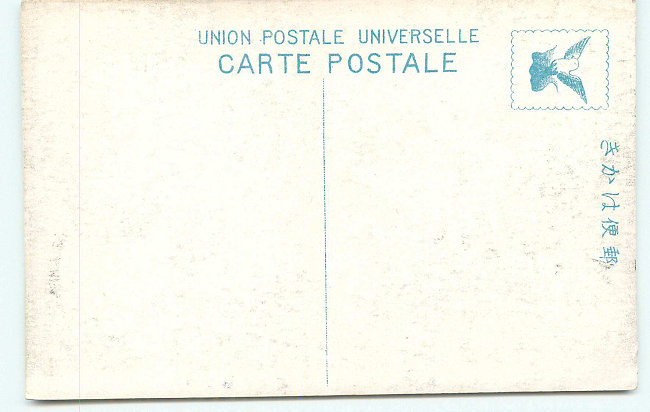 UNION POSTALE UNIVERSELLE
CARTE POSTALE
郵便はかき